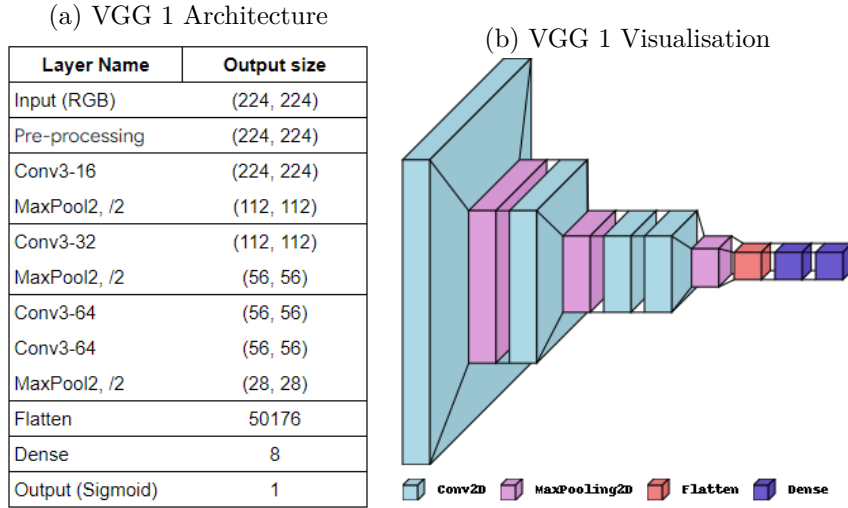 (a) VGG 1 Architecture
Layer Name Output size
Input (RGB) (224, 224)
Pre-processing (224, 224)
Conv3-16 (224, 224)
MaxPool2, /2 (112, 112)
Conv3-32 (112, 112)
MaxPool2, /2 (56, 56)
Conv3-64 (56, 56)
Conv3-64 (56, 56)
MaxPool2, /2 (28, 28)
Flatten 50176
Dense 8
Output (Sigmoid) 1
(b) VGG 1 Visualisation
Conv2D MaxPooling2D Flatten Dense